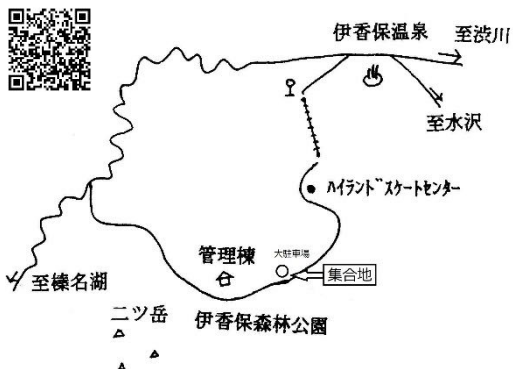 伊香保温泉
至渋川
至水沢
ハイランドスケートセンター
管理棟
大駐車場
集合地
至榛名湖
二ツ岳
伊香保森林公園